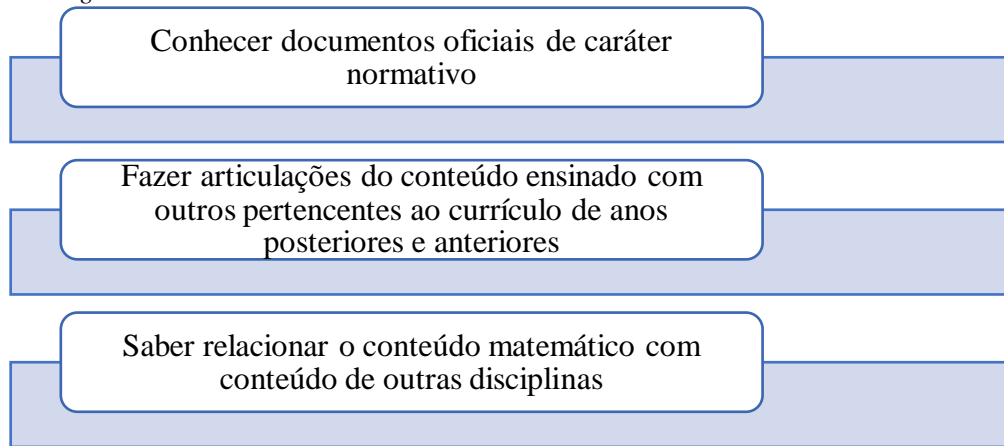 Conhecer documentos oficiais de caráter
normativo
Fazer articulações do conteúdo ensinado com
outros pertencentes ao currículo de anos
posteriores e anteriores
Saber relacionar o conteúdo matemático com
conteúdo de outras disciplinas